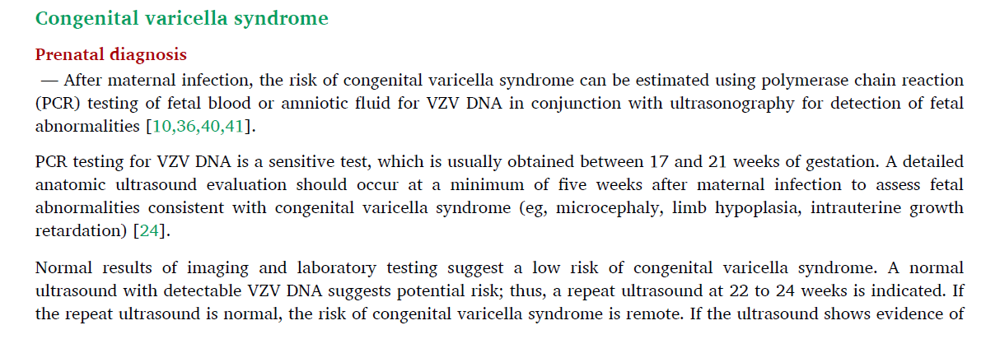 Congenital varicella syndrome
Prenatal diagnosis
— After maternal infection, the risk of congenital varicella syndrome can be estimated using polymerase chain reaction
(PCR) testing of fetal blood or amniotic fluid for VZV DNA in conjunction with ultrasonography for detection of fetal
abnormalities [10,36,40,41].
PCR testing for VZV DNA is a sensitive test, which is usually obtained between 17 and 21 weeks of gestation. A detailed
anatomic ultrasound evaluation should occur at a minimum of five weeks after maternal infection to assess fetal
abnormalities consistent with congenital varicella syndrome (eg, microcephaly, limb hypoplasia, intrauterine growth
retardation) [24].
Normal results of imaging and laboratory testing suggest a low risk of congenital varicella syndrome. A normal
ultrasound with detectable VZV DNA suggests potential risk; thus, a repeat ultrasound at 22 to 24 weeks is indicated. If
the repeat ultrasound is normal, the risk of congenital varicella syndrome is remote. If the ultrasound shows evidence of